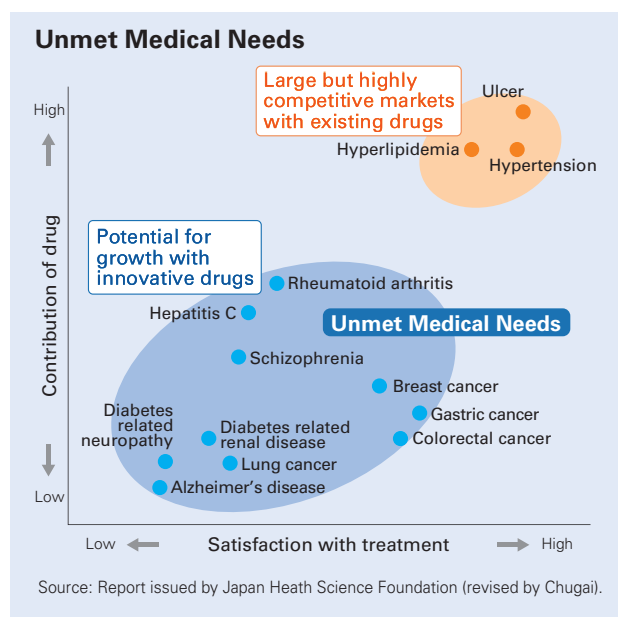 Unmet Medical Needs
Large but highly
competitive markets
with existing drugs
Ulcer
High
Hyperlipidemia
Hypertension
Potential for
growth with
innovative drugs
Rheumatoid arthritis
Hepatitis C
Unmet Medical Needs
Schizophrenia
Contribution of drug
Breast cancer
Gastric cancer
Colorectal cancer
Diabetes
related
neuropathy
Diabetes related
renal disease
Lung cancer
Alzheimer's disease
Low
Low
Satisfaction with treatment
High
Source: Report issued by Japan Heath Science Foundation (revised by Chugai).